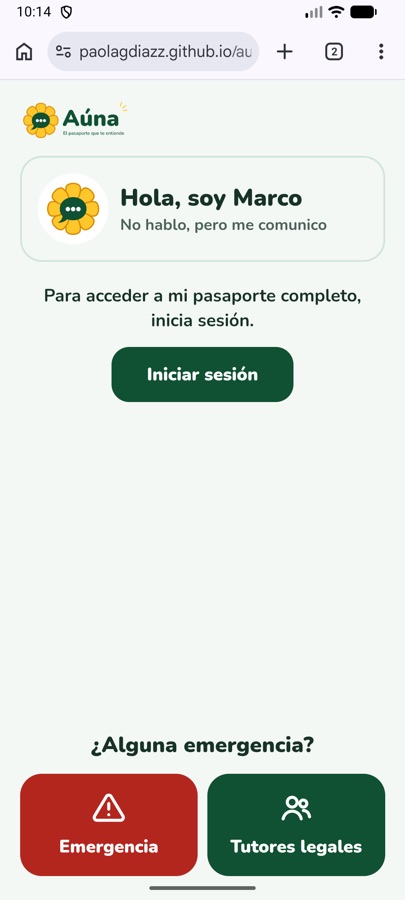 10:14
paolagdiazz.github.io/au
2
Aúna
El pasaporte que te entiende
Hola, soy Marco
No hablo, pero me comunico
Para acceder a mi pasaporte completo,
inicia sesión.
Iniciar sesión
¿Alguna emergencia?
Emergencia
Tutores legales